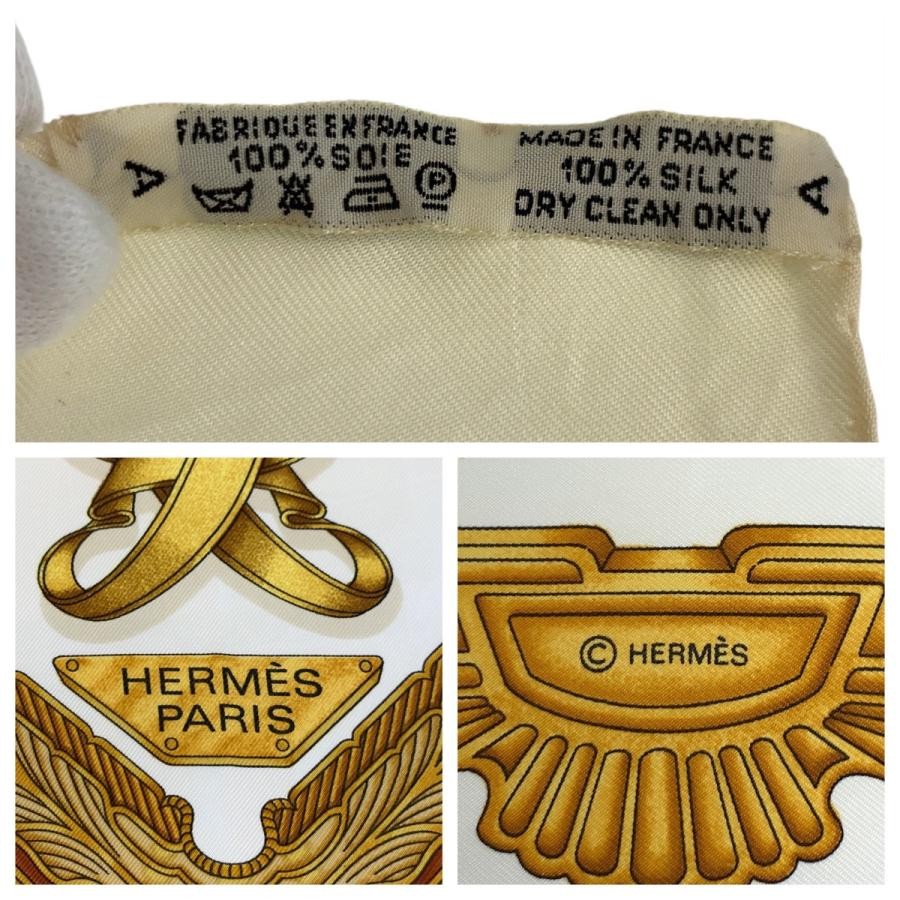 A
FABRIQUE EN FRANCE
100% SOIE
P
MADE IN FRANCE
100% SILK
DRY CLEAN ONLY
A
HERMÈS
PARIS
© HERMÈS